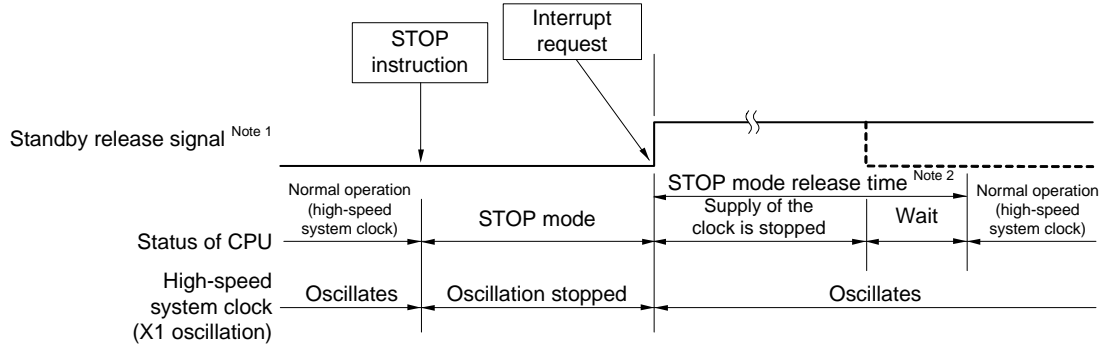 STOP
instruction
Interrupt
request
Standby release signal Note 1
Normal operation
(high-speed
system clock)
STOP mode
STOP mode release time Note 2
Supply of the
clock is stopped
Wait
Normal operation
(high-speed
system clock)
Status of CPU
High-speed
system clock
(X1 oscillation)
Oscillates
Oscillation stopped
Oscillates